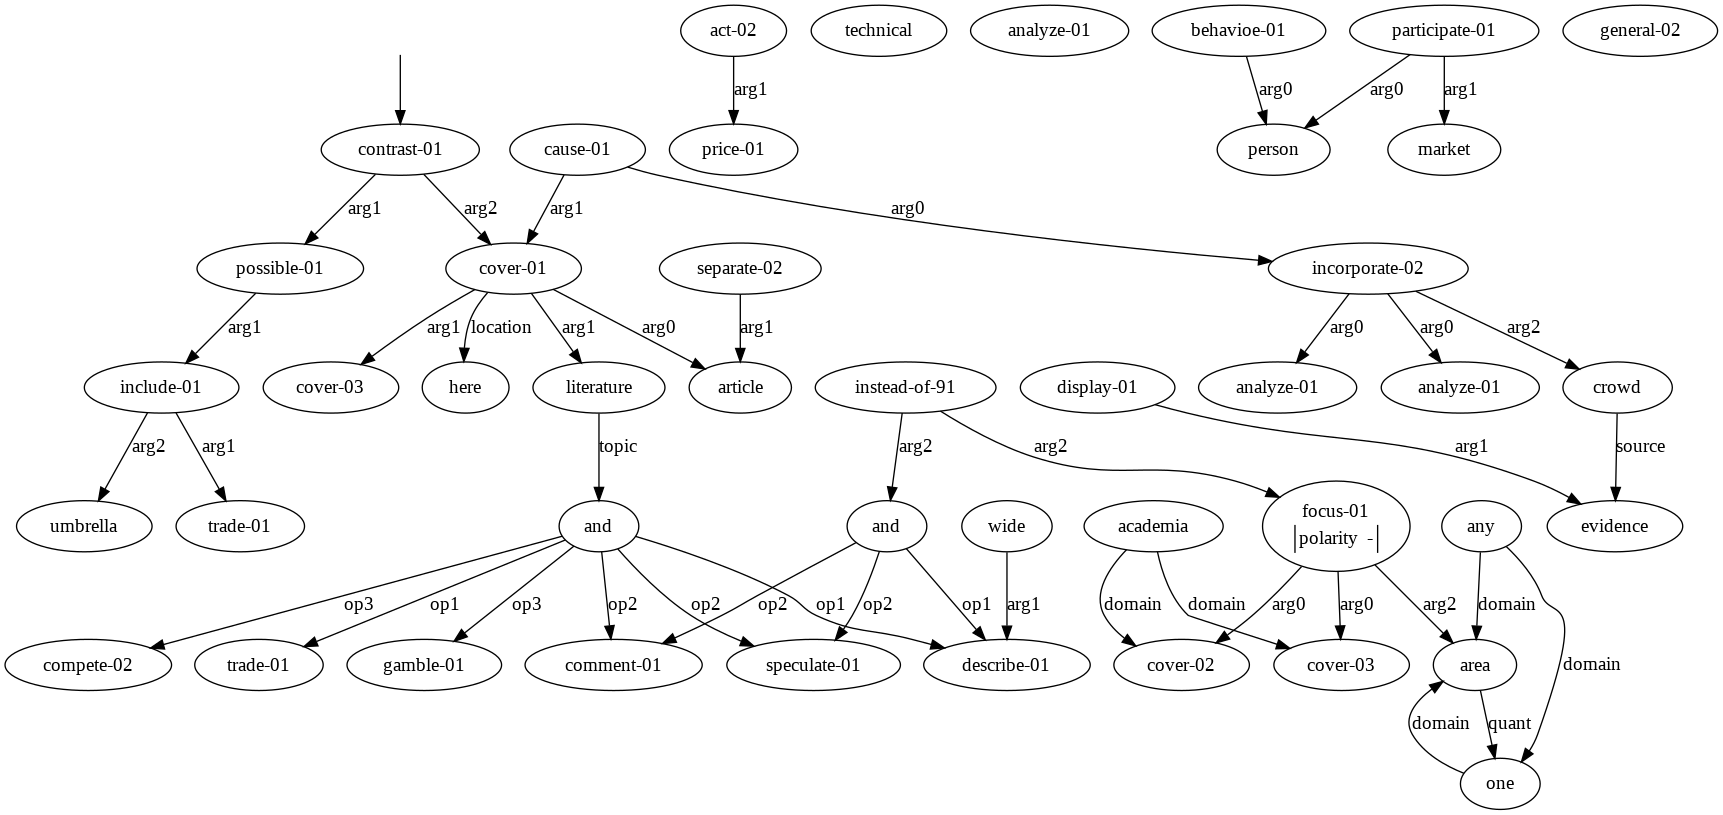 act-02
technical
analyze-01
behavioe-01
participate-01
general-02
arg1
arg0
arg0
arg1
contrast-01
cause-01
price-01
person
market
arg1
arg2
arg1
arg0
possible-01
cover-01
separate-02
incorporate-02
arg1
arg1
location
arg1
arg0
arg1
arg0
arg0
arg2
include-01
cover-03
here
literature
article
instead-of-91
display-01
analyze-01
analyze-01
crowd
arg2
arg1
topic
arg2
arg2
arg1
source
umbrella
trade-01
and
and
wide
academia
focus-01
polarity -
any
evidence
op3
op1
op3
op2
op2
op2
op1
op2
op1
arg1
domain
domain
arg0
arg0
arg2
domain
domain
compete-02
trade-01
gamble-01
comment-01
speculate-01
describe-01
cover-02
cover-03
area
domain
quant
one